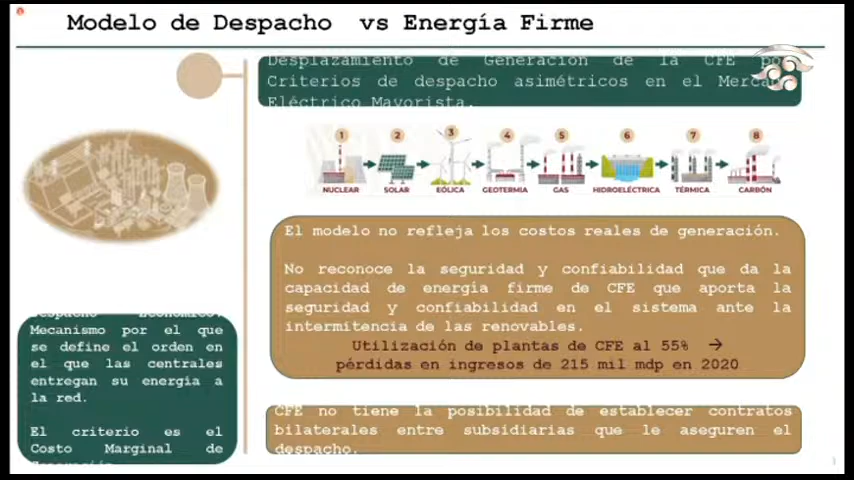 Modelo de Despacho vs Energía Firme
Desplazamiento de Generación de la CFE por
Criterios de despacho asimétricos en el Mercado
Eléctrico Mayorista.
1 2 3 4 5 6 7 8
NUCLEAR SOLAR EÓLICA GEOTERMIA GAS HIDROELÉCTRICA TÉRMICA CARBÓN
El modelo no refleja los costos reales de generación.
No reconoce la seguridad y confiabilidad que da la
capacidad de energía firme de CFE que aporta la
seguridad y confiabilidad en el sistema ante la
intermitencia de las renovables.
Utilización de plantas de CFE al 55% →
pérdidas en ingresos de 215 mil mdp en 2020
Despacho Económico:
Mecanismo por el que
se define el orden en
el que las centrales
entregan su energía a
la red.
El criterio es el
Costo Marginal de
CFE no tiene la posibilidad de establecer contratos
bilaterales entre subsidiarias que le aseguren el
despacho.